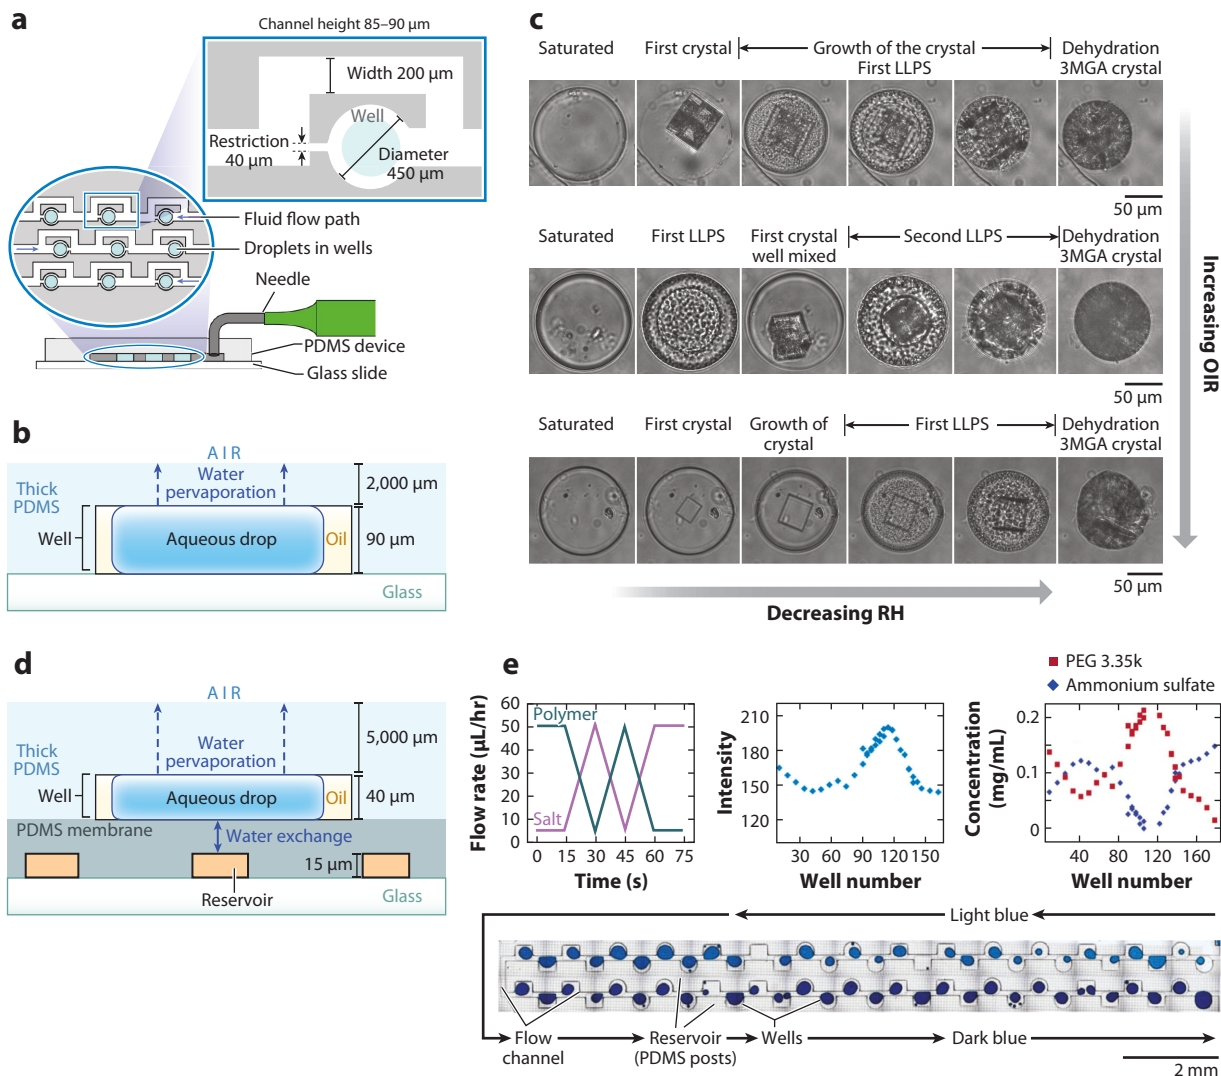 a
Channel height 85–90 µm
Width 200 µm
Well
Restriction
40 µm
Diameter
450 µm
Fluid flow path
Droplets in wells
Needle
PDMS device
Glass slide
b
AIR
Water
pervaporation
Thick
PDMS
2,000 µm
Well
Aqueous drop
Oil
90 µm
Glass
c
Saturated
First crystal
Growth of the crystal
First LLPS
Dehydration
3MGA crystal
50 µm
Saturated
First LLPS
First crystal
well mixed
Second LLPS
Dehydration
3MGA crystal
50 µm
Saturated
First crystal
Growth of
crystal
First LLPS
Dehydration
3MGA crystal
50 µm
Decreasing RH
Increasing OIR
d
AIR
Water
pervaporation
Thick
PDMS
5,000 µm
Well
Aqueous drop
Oil
40 µm
PDMS membrane
Water exchange
15 µm
Reservoir
Glass
e
Flow rate (µL/hr)
60
50
40
30
20
10
0
Polymer
Salt
0 15 30 45 60 75
Time (s)
Intensity
210
180
150
120
30 60 90 120 150
Well number
PEG 3.35k
Ammonium sulfate
Concentration
(mg/mL)
0.2
0.1
0
40 80 120 160
Well number
Light blue
Flow
channel
Reservoir
(PDMS posts)
Wells
Dark blue
2 mm